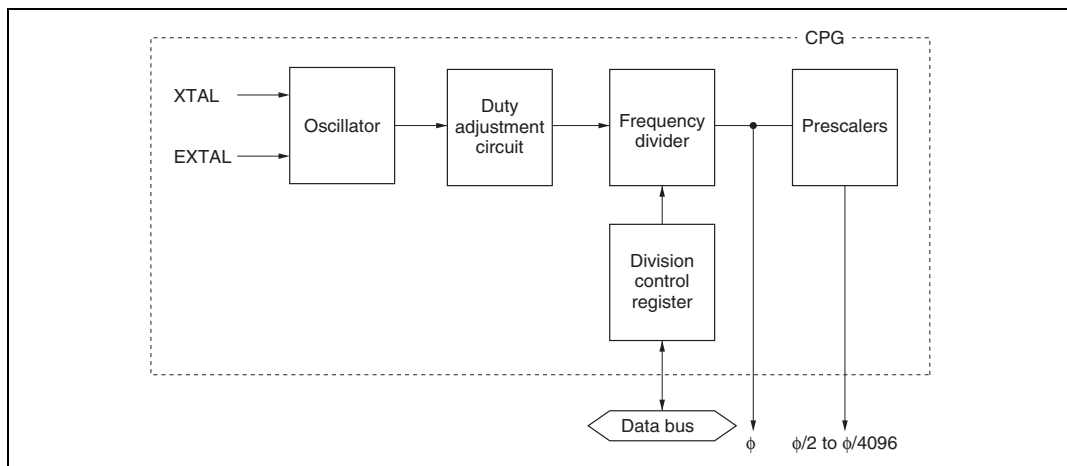 CPG
XTAL
EXTAL
Oscillator
Duty
adjustment
circuit
Frequency
divider
Prescalers
Division
control
register
Data bus
ϕ
ϕ/2 to ϕ/4096